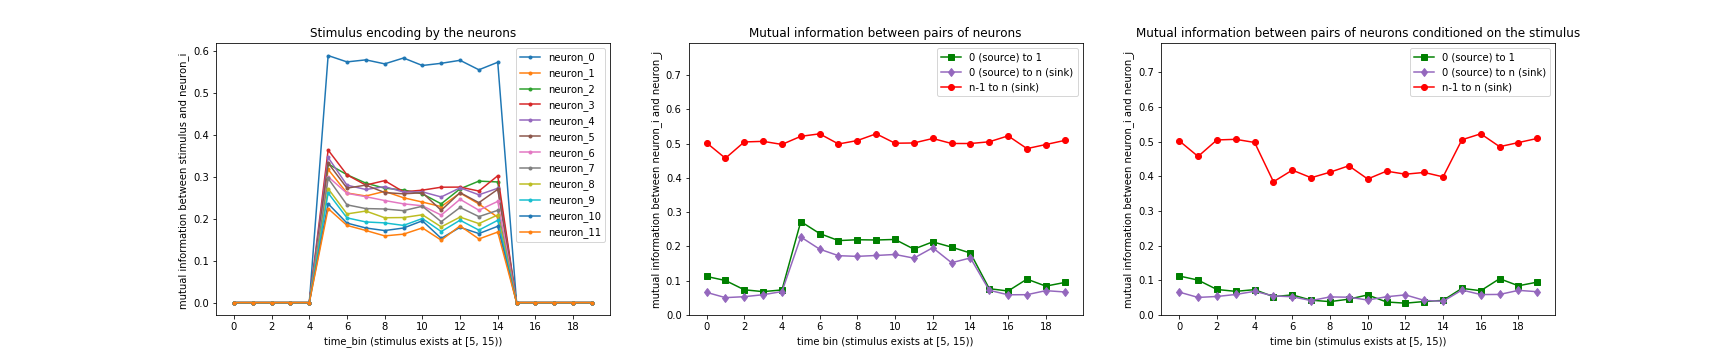 Stimulus encoding by the neurons
mutual information between stimulus and neuron_i
0.6
0.5
0.4
0.3
0.2
0.1
0.0
neuron_0
neuron_1
neuron_2
neuron_3
neuron_4
neuron_5
neuron_6
neuron_7
neuron_8
neuron_9
neuron_10
neuron_11
0 2 4 6 8 10 12 14 16 18
time_bin (stimulus exists at [5, 15))
Mutual information between pairs of neurons
mutual information between neuron_i and neuron_j
0.7
0.6
0.5
0.4
0.3
0.2
0.1
0.0
0 (source) to 1
0 (source) to n (sink)
n-1 to n (sink)
0 2 4 6 8 10 12 14 16 18
time bin (stimulus exists at [5, 15))
Mutual information between pairs of neurons conditioned on the stimulus
mutual information between neuron_i and neuron_j
0.7
0.6
0.5
0.4
0.3
0.2
0.1
0.0
0 (source) to 1
0 (source) to n (sink)
n-1 to n (sink)
0 2 4 6 8 10 12 14 16 18
time bin (stimulus exists at [5, 15))